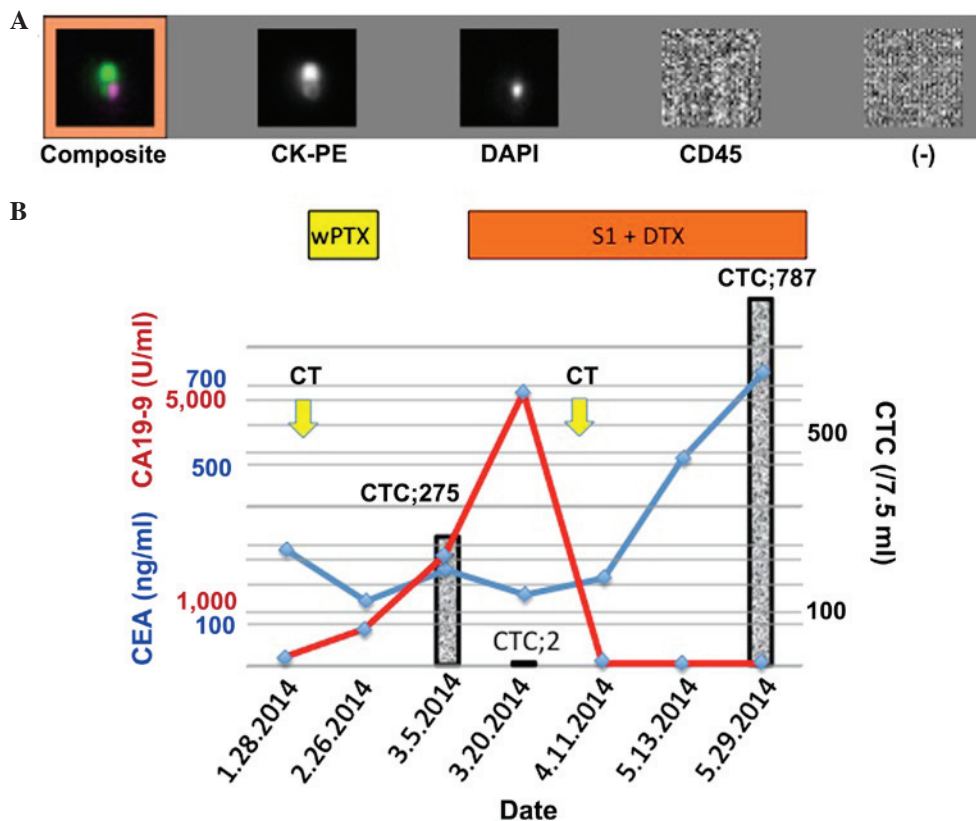 A
Composite
CK-PE
DAPI
CD45
(-)
B
wPTX
S1 + DTX
CTC;787
CEA (ng/ml) CA19-9 (U/ml)
700
5,000
500
1,000
100
CT
CT
CTC;275
CTC;2
500
100
CTC (/7.5 ml)
1.28.2014
2.26.2014
3.5.2014
3.20.2014
4.11.2014
5.13.2014
5.29.2014
Date